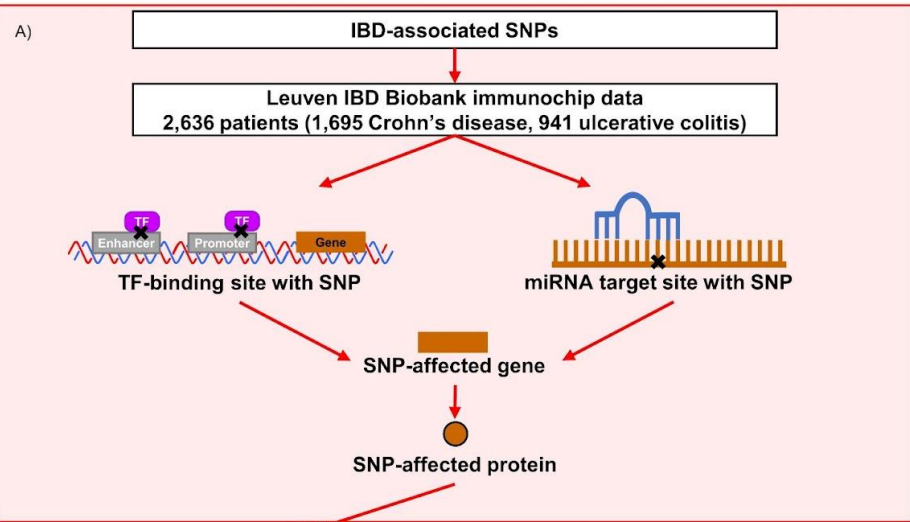 A)
IBD-associated SNPs
Leuven IBD Biobank immunochip data
2,636 patients (1,695 Crohn's disease, 941 ulcerative colitis)
TF TF
Enhancer Promoter Gene
TF-binding site with SNP
miRNA target site with SNP
SNP-affected gene
SNP-affected protein